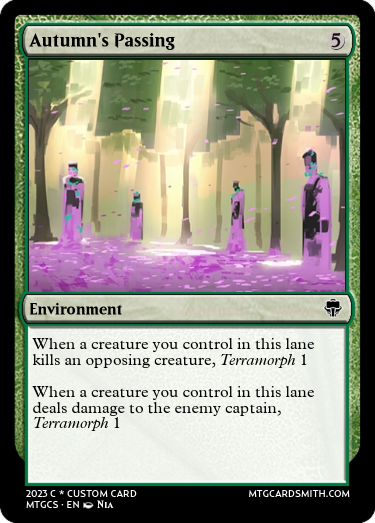 Autumn's Passing 5
Environment
When a creature you control in this lane
kills an opposing creature, Terramorph 1
When a creature you control in this lane
deals damage to the enemy captain,
Terramorph 1
2023 C * CUSTOM CARD MTGCARDSMITH.COM
MTGCS · EN NIA